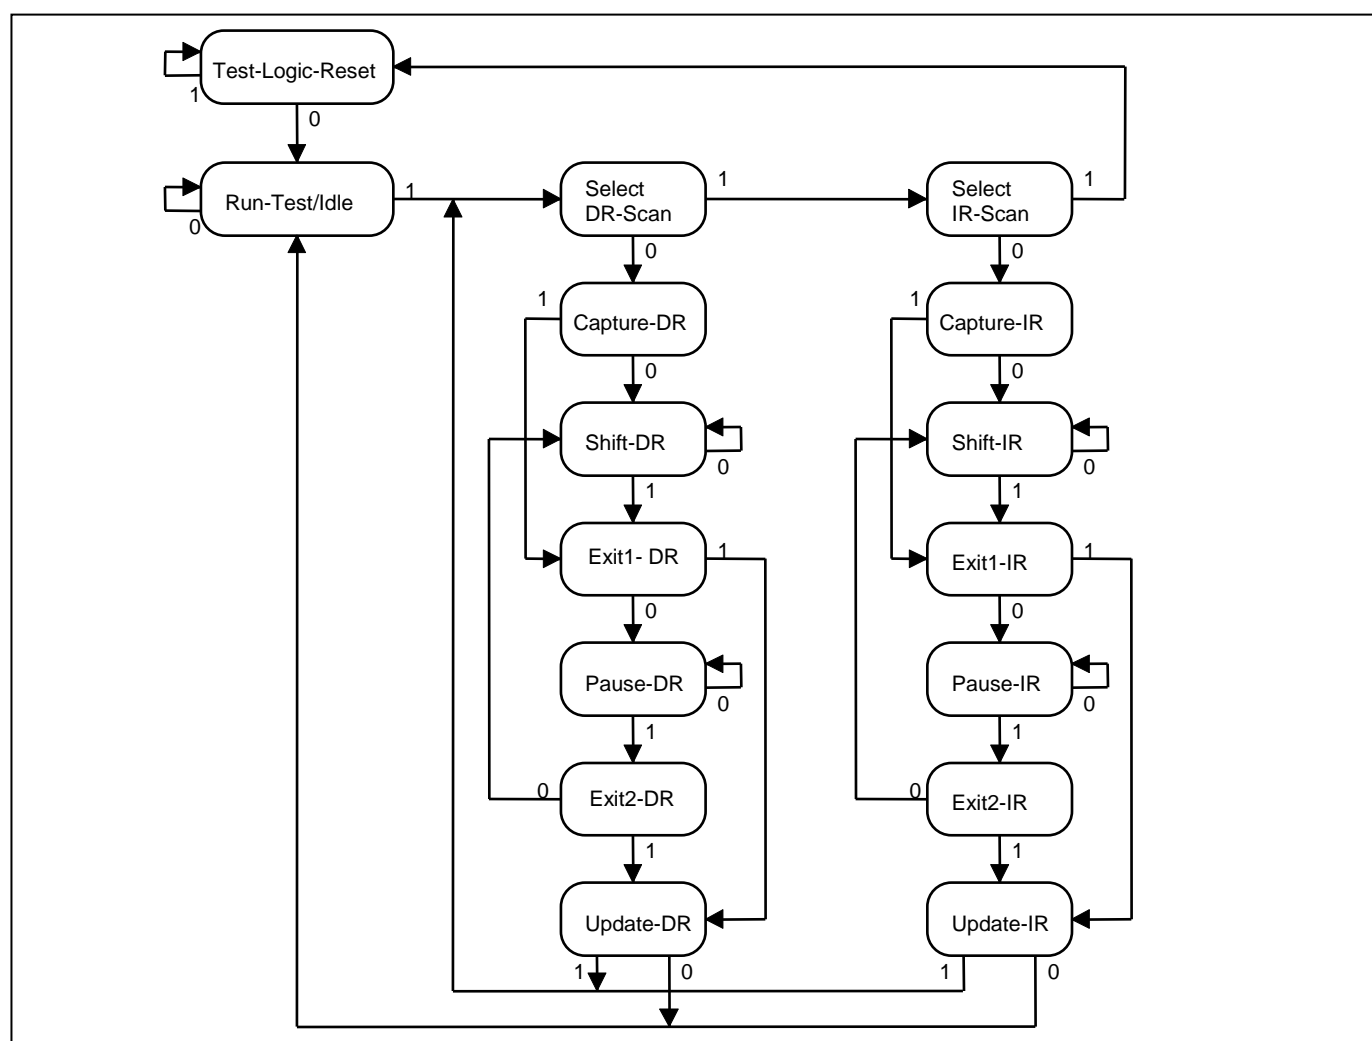 Test-Logic-Reset
1
0
Run-Test/Idle
0
1
Select
DR-Scan
1
0
Select
IR-Scan
1
0
1
Capture-DR
0
1
Capture-IR
0
Shift-DR
0
1
Shift-IR
0
1
Exit1- DR
1
0
Exit1-IR
1
0
Pause-DR
0
1
Pause-IR
0
1
0
Exit2-DR
1
0
Exit2-IR
1
Update-DR
1
0
Update-IR
1
0